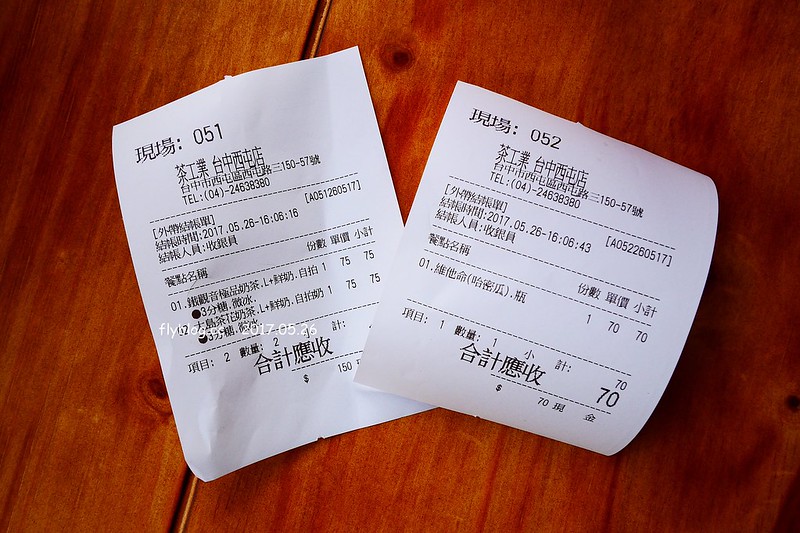 現場: 051
茶工業 台中西屯店
台中市西屯區西屯路三150-57號
TEL:(04)-24638380
[A051260517]
[外帶結帳單]
結帳時間:2017.05.26-16:06:16
結帳人員:收銀員
餐點名稱 份數 單價 小計
01.鐵觀音極品奶茶.L+鮮奶.自拍 1 75 75
●3分糖.微冰.
烏茶花奶茶.L+鮮奶.自拍奶 1 75 75
●3分糖.微冰.
項目: 2 數量: 2 計:
合計應收
$ 150
flyblog.cc 2017.05.26
現場: 052
茶工業 台中西屯店
台中市西屯區西屯路三150-57號
TEL:(04)-24638380
[A052260517]
[外帶結帳單]
結帳時間:2017.05.26-16:06:43
結帳人員:收銀員
餐點名稱 份數 單價 小計
01.維他命(哈密瓜).瓶 1 70 70
項目: 1 數量: 1 小 計: 70
合計應收 70
$ 70 現 金